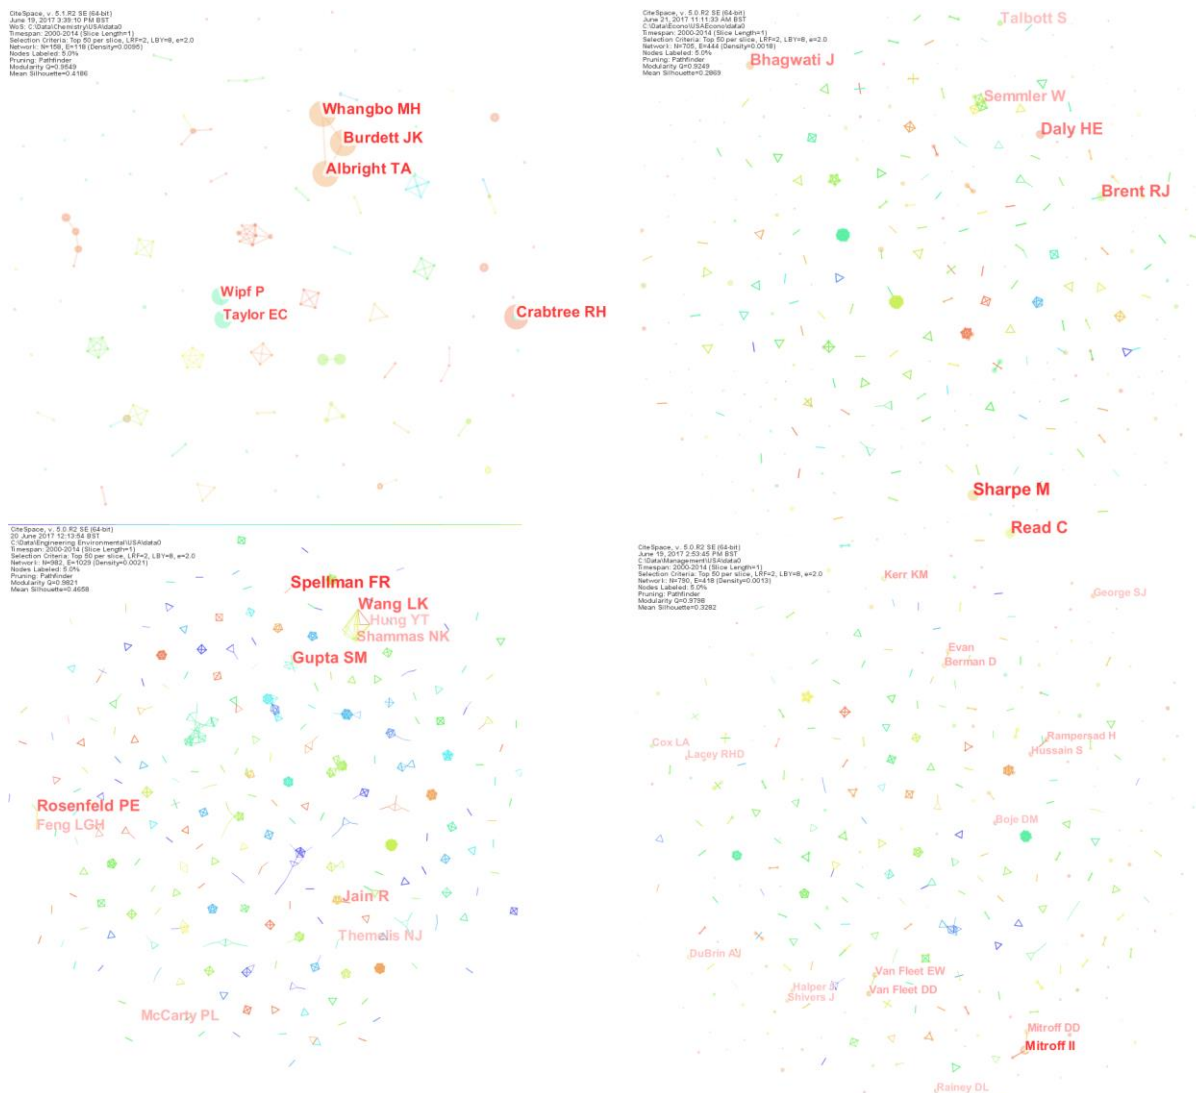 CiteSpace, v. 5.1.R2 SE (64-bit)
June 19, 2017 3:39:10 PM BST
WoS: C:\Data\Chemistry\USA\data0
Timespan: 2000-2014 (Slice Length=1)
Selection Criteria: Top 50 per slice, LRF=2, LBY=8, e=2.0
Network: N=158, E=118 (Density=0.0095)
Nodes Labeled: 5.0%
Pruning: Pathfinder
Modularity Q=0.9549
Mean Silhouette=0.4186
Whangbo MH
Burdett JK
Albright TA
Wipf P
Taylor EC
Crabtree RH
CiteSpace, v. 5.0.R2 SE (64-bit)
June 21, 2017 11:11:33 AM BST
C:\Data\Econo\USAEcono\data0
Timespan: 2000-2014 (Slice Length=1)
Selection Criteria: Top 50 per slice, LRF=2, LBY=8, e=2.0
Network: N=705, E=444 (Density=0.0018)
Nodes Labeled: 5.0%
Pruning: Pathfinder
Modularity Q=0.9249
Mean Silhouette=0.2869
Talbott S
Bhagwati J
Semmler W
Daly HE
Brent RJ
Sharpe M
Read C
CiteSpace, v. 5.0.R2 SE (64-bit)
20 June 2017 12:13:54 BST
C:\Data\Engineering Environmental\USA\data0
Timespan: 2000-2014 (Slice Length=1)
Selection Criteria: Top 50 per slice, LRF=2, LBY=8, e=2.0
Network: N=982, E=1029 (Density=0.0021)
Nodes Labeled: 5.0%
Pruning: Pathfinder
Modularity Q=0.9821
Mean Silhouette=0.4658
Spellman FR
Wang LK
Hung YT
Shammas NK
Gupta SM
Rosenfeld PE
Feng LGH
Jain R
Themelis NJ
McCarty PL
CiteSpace, v. 5.0.R2 SE (64-bit)
June 19, 2017 2:53:45 PM BST
C:\Data\Management\USA\data0
Timespan: 2000-2014 (Slice Length=1)
Selection Criteria: Top 50 per slice, LRF=2, LBY=8, e=2.0
Network: N=790, E=418 (Density=0.0013)
Nodes Labeled: 5.0%
Pruning: Pathfinder
Modularity Q=0.9798
Mean Silhouette=0.3282
Kerr KM
George SJ
Evan
Berman D
Rampersad H
Hussain S
Cox LA
Lacey RHD
Boje DM
DuBrin AJ
Van Fleet EW
Van Fleet DD
Halper J
Shivers J
Mitroff DD
Mitroff II
Rainey DL